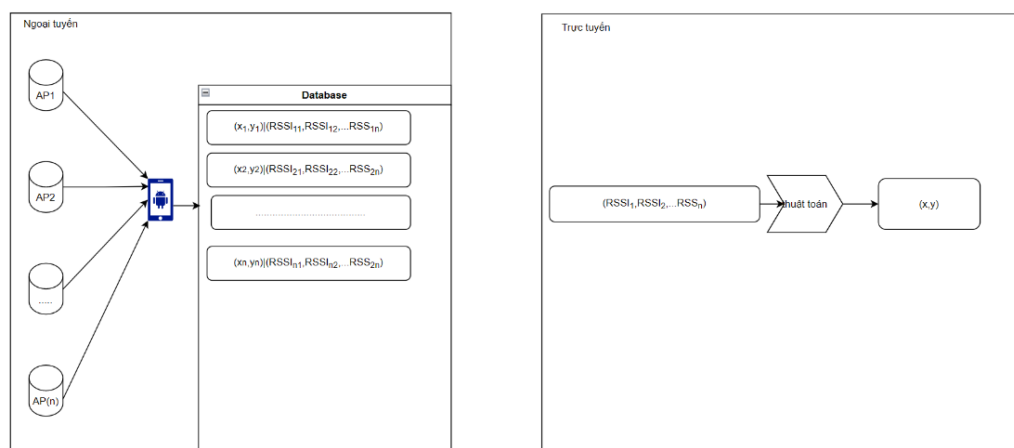 Ngoại tuyến
AP1
AP2
.....
AP(n)
Database
(x1,y1)|(RSSI11,RSSI12,...RSS1n)
(x2,y2)|(RSSI21,RSSI22,...RSS2n)
..........................................
(xn,yn)|(RSSIn1,RSSIn2,...RSS2n)
Trực tuyến
(RSSI1,RSSI2,...RSSn)
thuật toán
(x,y)